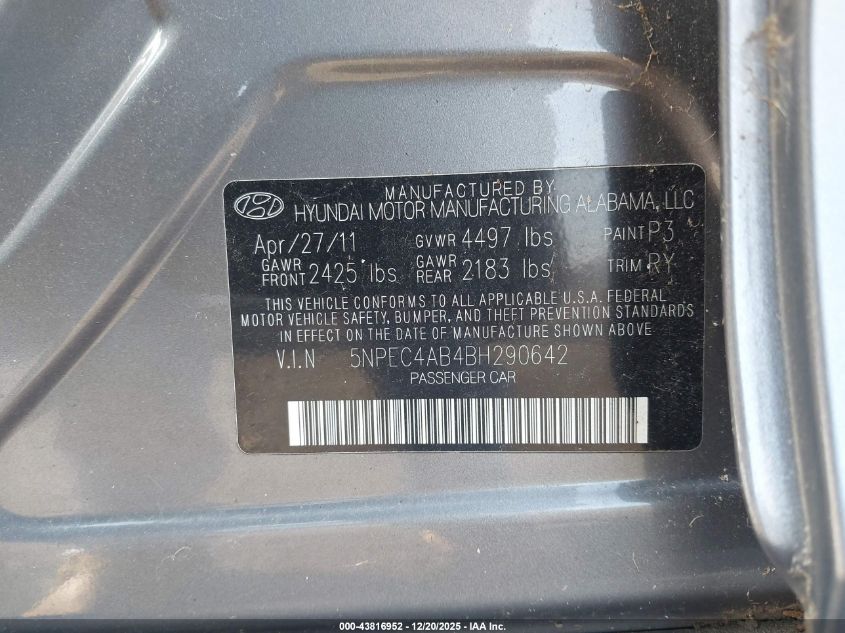 MANUFACTURED BY
HYUNDAI MOTOR MANUFACTURING ALABAMA, LLC
Apr/27/11 GVWR 4497 lbs PAINT P3
GAWR FRONT 2425 lbs GAWR REAR 2183 lbs TRIM RY
THIS VEHICLE CONFORMS TO ALL APPLICABLE U.S.A. FEDERAL
MOTOR VEHICLE SAFETY, BUMPER, AND THEFT PREVENTION STANDARDS
IN EFFECT ON THE DATE OF MANUFACTURE SHOWN ABOVE
V.I.N 5NPEC4AB4BH290642
PASSENGER CAR
000-43816952 - 12/20/2025 - IAA Inc.